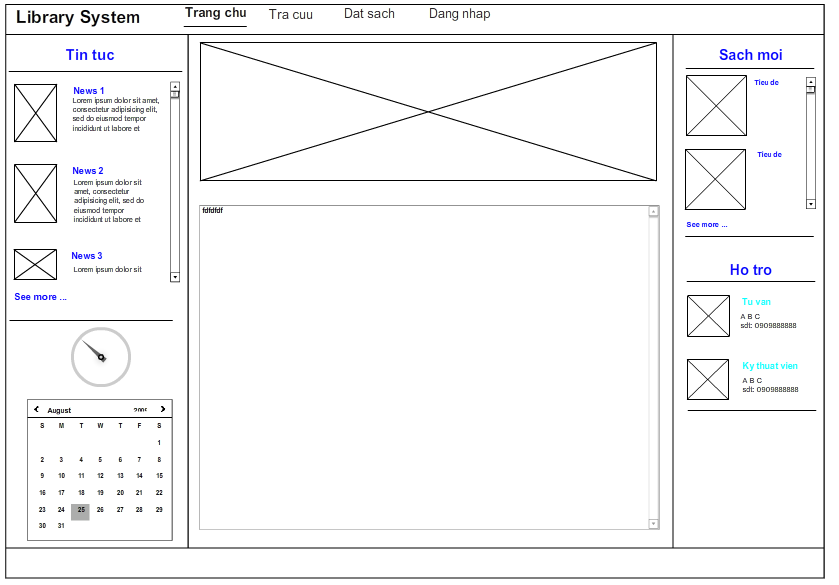 Library System
Trang chu
Tra cuu
Dat sach
Dang nhap
Tin tuc
News 1
Lorem ipsum dolor sit amet,
consectetur adipisicing elit,
sed do eiusmod tempor
incididunt ut labore et
News 2
Lorem ipsum dolor sit
amet, consectetur
adipisicing elit, sed do
eiusmod tempor
incididunt ut labore et
News 3
Lorem ipsum dolor sit
See more ...
August
S M T W T F S
1
2 3 4 5 6 7 8
9 10 11 12 13 14 15
16 17 18 19 20 21 22
23 24 25 26 27 28 29
30 31
fdfdfdf
Sach moi
Tieu de
Tieu de
See more ...
Ho tro
Tu van
A B C
sdt: 0909888888
Ky thuat vien
A B C
sdt: 0909888888